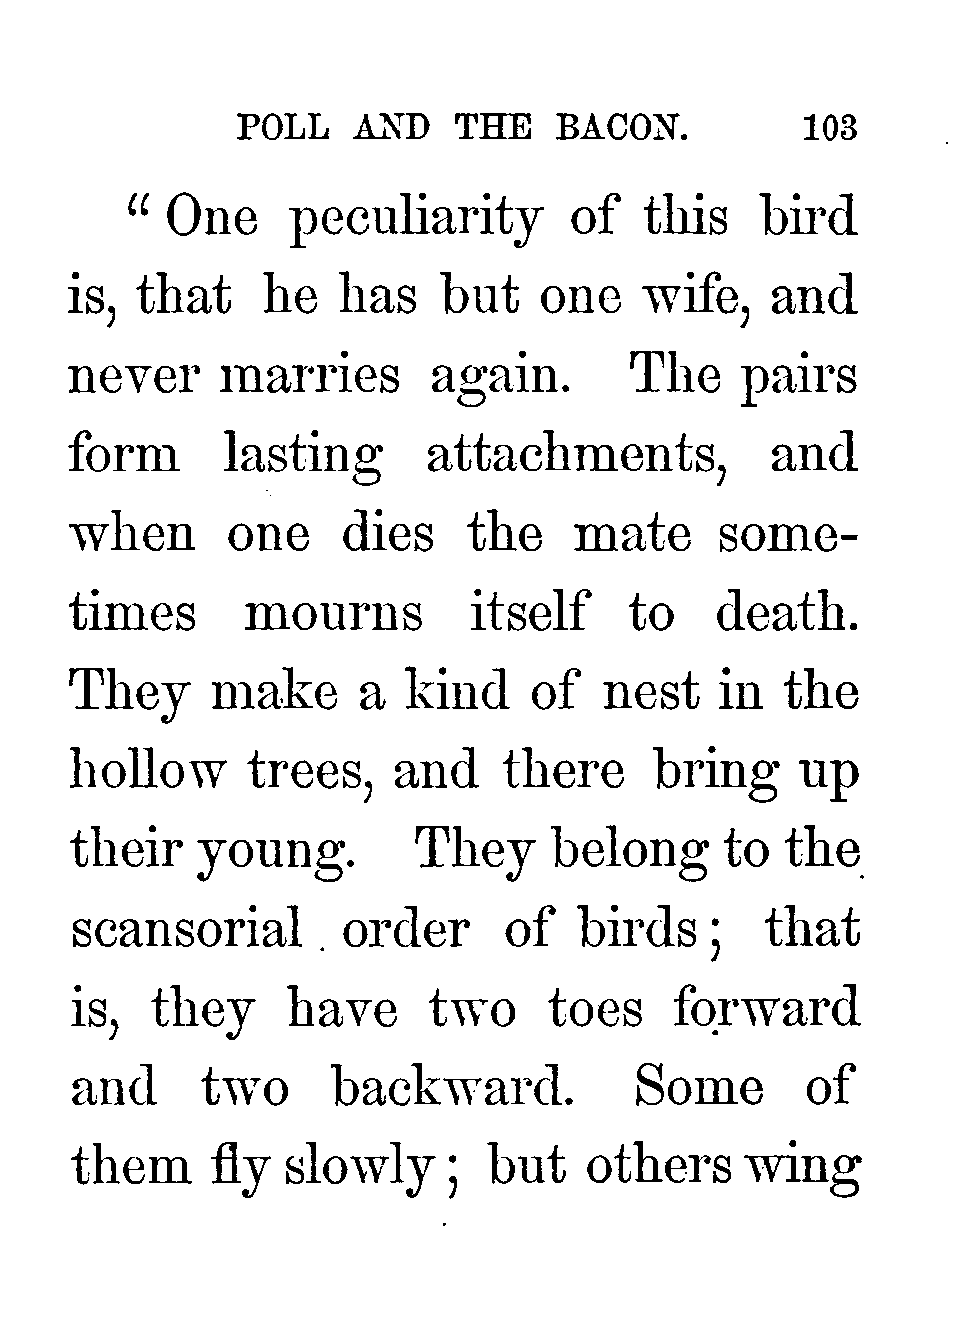 POLL AND THE BACON. 103
“ One peculiarity of this bird
is, that he has but one wife, and
never marries again. The pairs
form lasting attachments, and
when one dies the mate some-
times mourns itself to death.
They make a kind of nest in the
hollow trees, and there bring up
their young. They belong to the
scansorial order of birds; that
is, they have two toes forward
and two backward. Some of
them fly slowly; but others wing